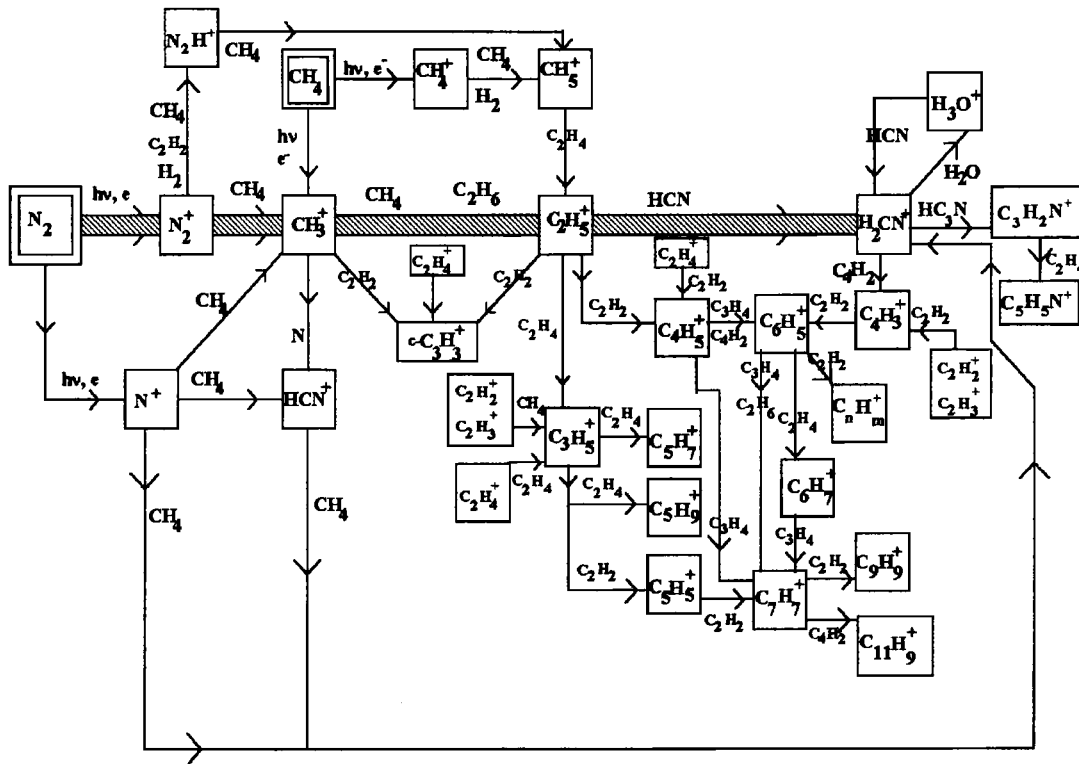 N₂H⁺
CH₄
CH₄
hν, e⁻
CH₄⁺
CH₄
H₂
CH₅⁺
CH₄
C₂H₂
H₂
hν
e⁻
C₂H₄
H₃O⁺
HCN
H₂O
N₂
hν, e
N₂⁺
CH₄
CH₃⁺
CH₄
C₂H₆
C₂H₅⁺
HCN
H₂CN⁺
HC₃N
C₃H₂N⁺
C₂H₄
C₅H₅N⁺
CH₄
C₂H₂
C₂H₄⁺
C₂H₂
c-C₃H₃⁺
C₂H₄⁺
C₂H₂
C₂H₂
C₄H₅⁺
C₃H₄
C₄H₂
C₆H₅⁺
C₂H₂
C₄H₃⁺
C₄H₂
C₂H₂
C₂H₂⁺
C₂H₃⁺
N
C₂H₄
hν, e
N⁺
CH₄
HCN⁺
C₂H₂⁺
C₂H₃⁺
CH₄
C₃H₅⁺
C₂H₄
C₅H₇⁺
C₃H₄
C₂H₆
C₂H₄
C₂H₂
CₙHₘ⁺
C₂H₄⁺
C₂H₄
C₂H₄
C₅H₉⁺
C₆H₇⁺
CH₄
CH₄
C₃H₄
C₃H₄
C₂H₂
C₅H₅⁺
C₂H₂
C₇H₇⁺
C₂H₂
C₉H₉⁺
C₄H₂
C₁₁H₉⁺